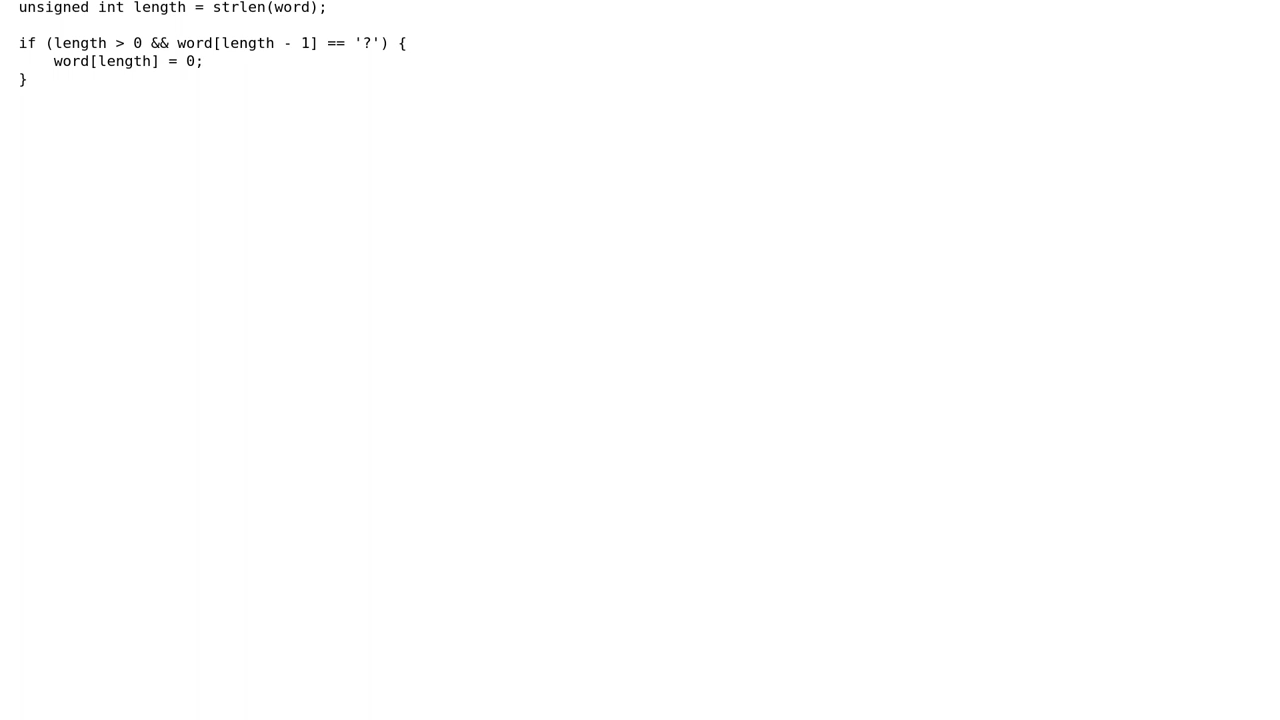 unsigned int length = strlen(word);

if (length > 0 && word[length - 1] == '?') {
    word[length] = 0;
}